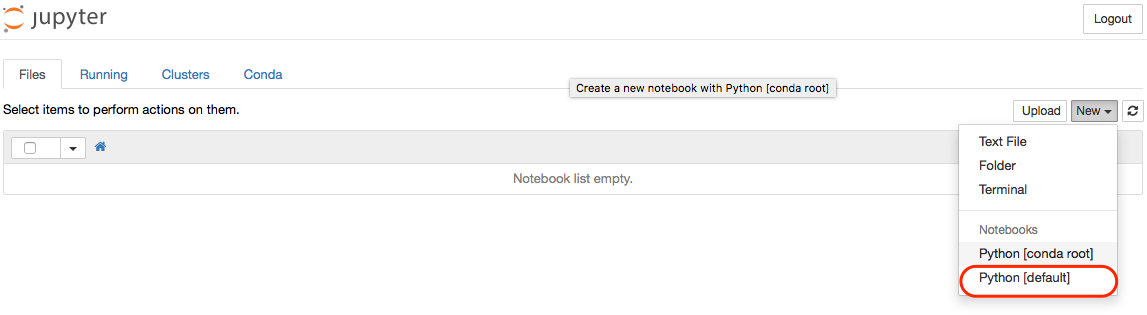 jupyter
Logout
Files Running Clusters Conda
Create a new notebook with Python [conda root]
Select items to perform actions on them.
Upload New
Text File
Notebook list empty.
Folder
Terminal
Notebooks
Python [conda root]
Python [default]